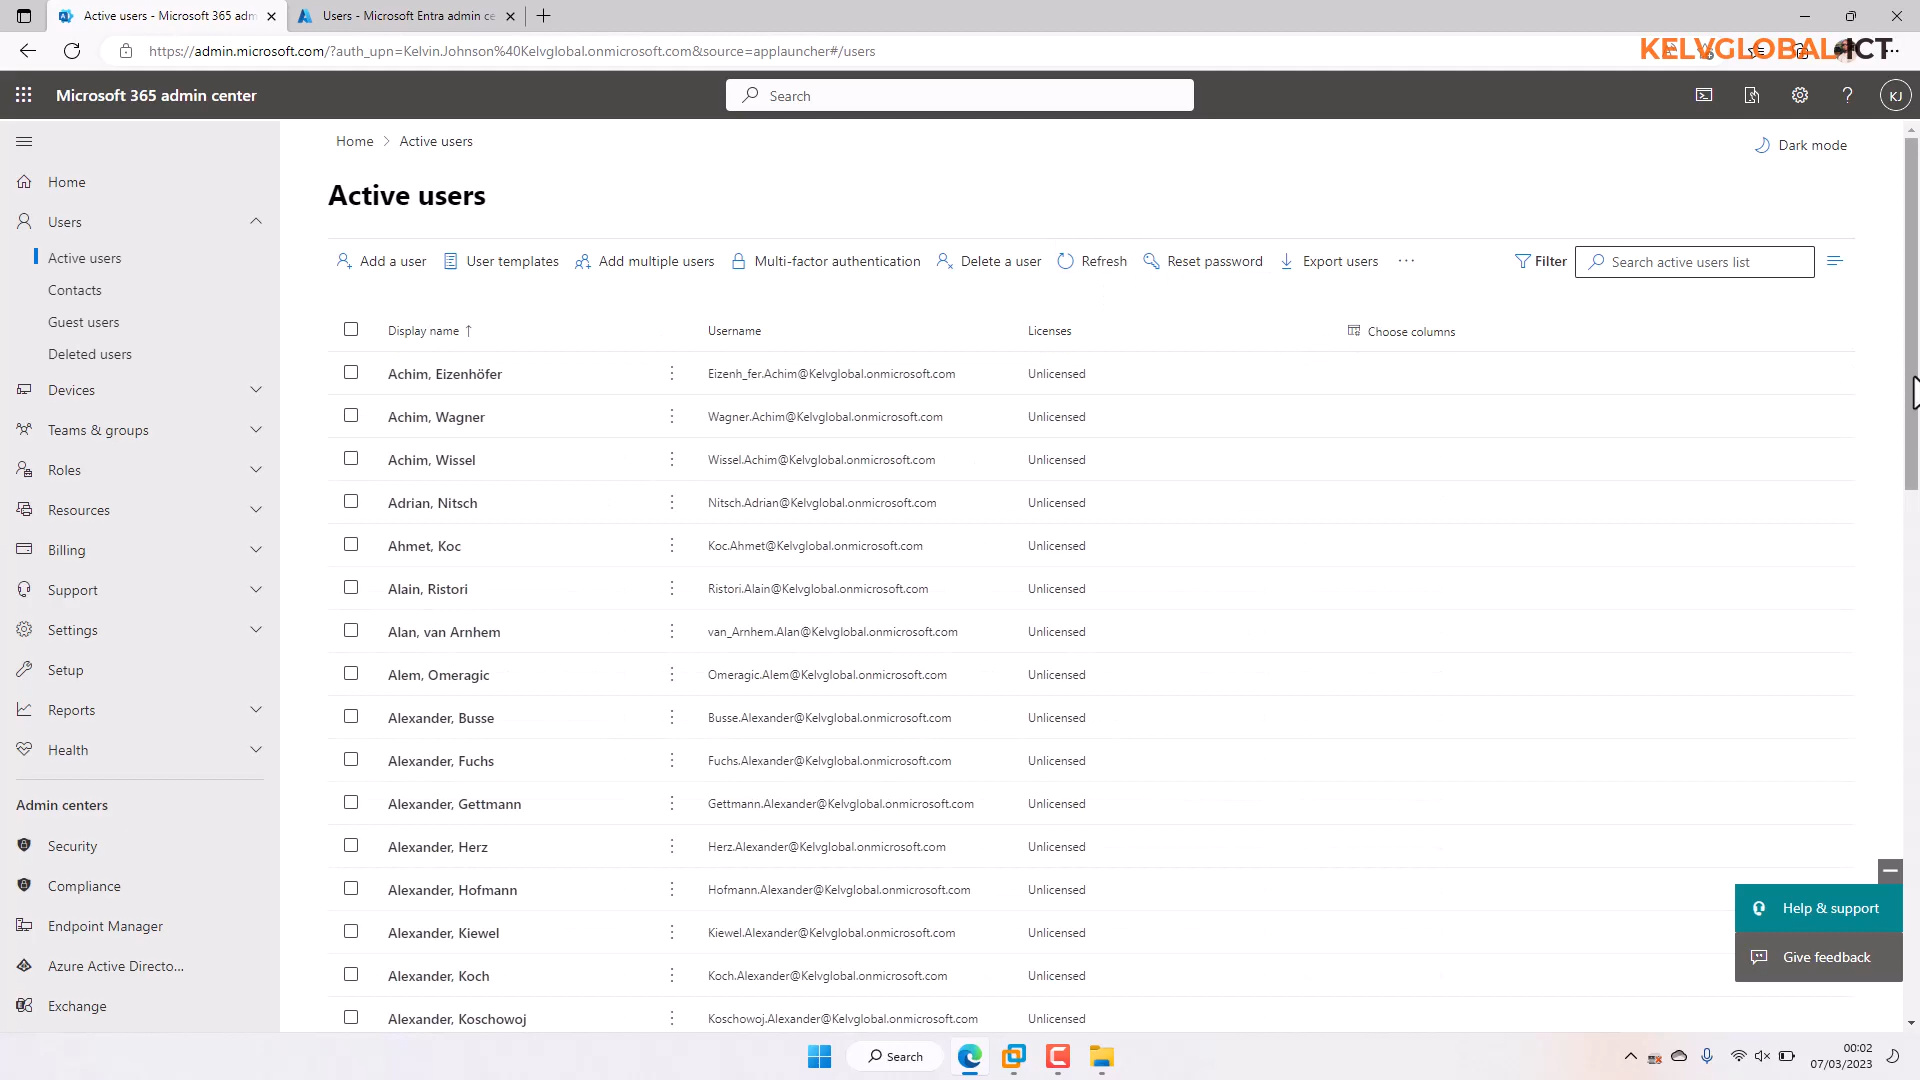 Active users - Microsoft 365 adm
Users - Microsoft Entra admin ce
https://admin.microsoft.com/?auth_upn=Kelvin.Johnson%40Kelvglobal.onmicrosoft.com&source=applauncher#/users
KELVGLOBAL ICT
Microsoft 365 admin center
Search
KJ
Home > Active users
Dark mode
Active users
Add a user
User templates
Add multiple users
Multi-factor authentication
Delete a user
Refresh
Reset password
Export users
Filter
Search active users list
Home
Users
Active users
Contacts
Guest users
Deleted users
Devices
Teams & groups
Roles
Resources
Billing
Support
Settings
Setup
Reports
Health
Admin centers
Security
Compliance
Endpoint Manager
Azure Active Directo...
Exchange
Display name ↑ Username Licenses Choose columns
Achim, Eizenhöfer Eizenh_fer.Achim@Kelvglobal.onmicrosoft.com Unlicensed
Achim, Wagner Wagner.Achim@Kelvglobal.onmicrosoft.com Unlicensed
Achim, Wissel Wissel.Achim@Kelvglobal.onmicrosoft.com Unlicensed
Adrian, Nitsch Nitsch.Adrian@Kelvglobal.onmicrosoft.com Unlicensed
Ahmet, Koc Koc.Ahmet@Kelvglobal.onmicrosoft.com Unlicensed
Alain, Ristori Ristori.Alain@Kelvglobal.onmicrosoft.com Unlicensed
Alan, van Arnhem van_Arnhem.Alan@Kelvglobal.onmicrosoft.com Unlicensed
Alem, Omeragic Omeragic.Alem@Kelvglobal.onmicrosoft.com Unlicensed
Alexander, Busse Busse.Alexander@Kelvglobal.onmicrosoft.com Unlicensed
Alexander, Fuchs Fuchs.Alexander@Kelvglobal.onmicrosoft.com Unlicensed
Alexander, Gettmann Gettmann.Alexander@Kelvglobal.onmicrosoft.com Unlicensed
Alexander, Herz Herz.Alexander@Kelvglobal.onmicrosoft.com Unlicensed
Alexander, Hofmann Hofmann.Alexander@Kelvglobal.onmicrosoft.com Unlicensed
Alexander, Kiewel Kiewel.Alexander@Kelvglobal.onmicrosoft.com Unlicensed
Alexander, Koch Koch.Alexander@Kelvglobal.onmicrosoft.com Unlicensed
Alexander, Koschowoj Koschowoj.Alexander@Kelvglobal.onmicrosoft.com Unlicensed
Help & support
Give feedback
Search
00:02
07/03/2023